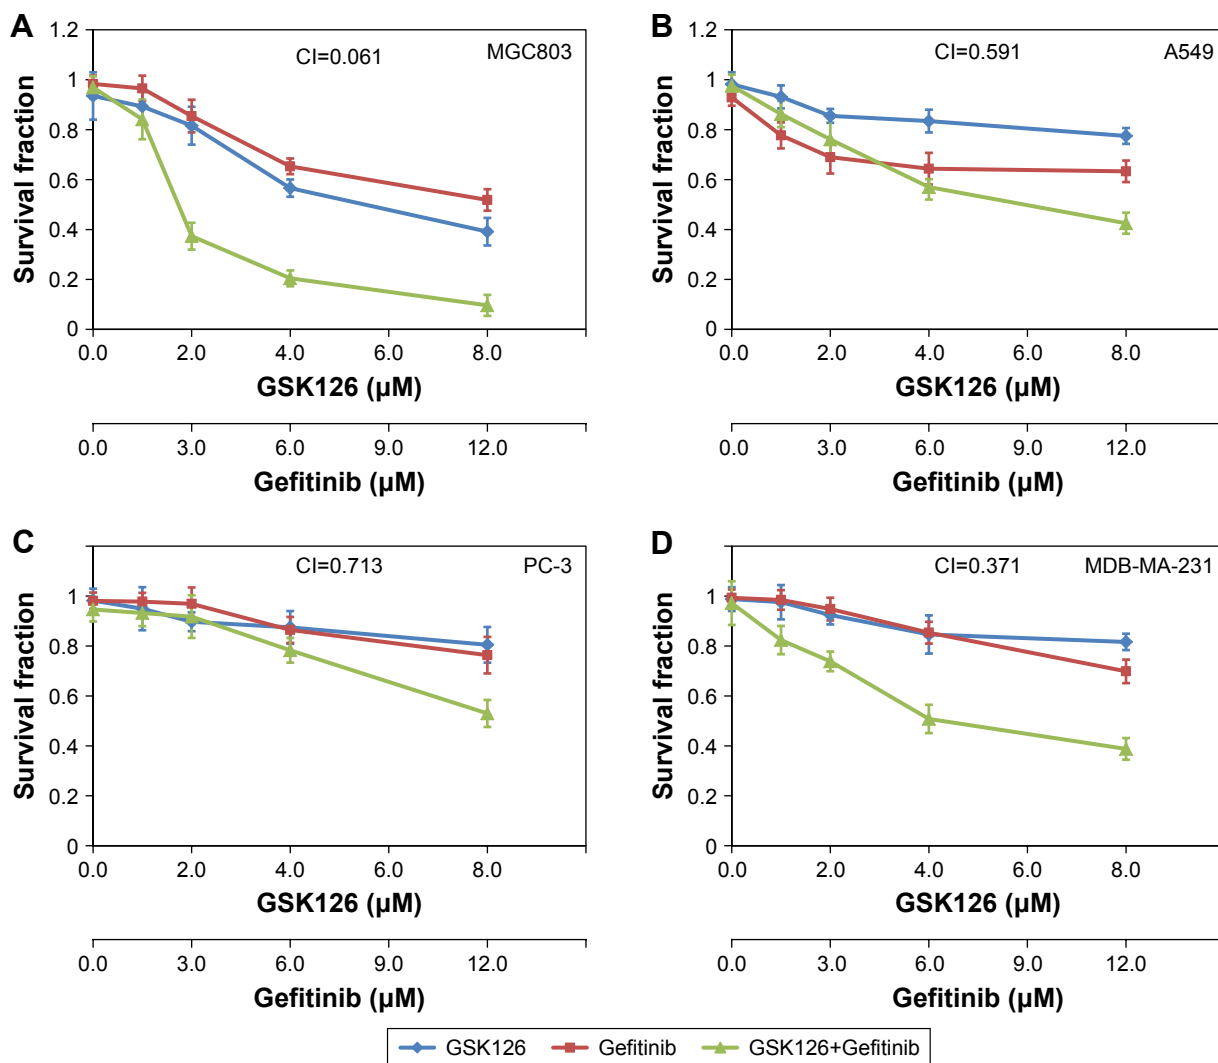 A
CI=0.061
MGC803
Survival fraction
1.2
1
0.8
0.6
0.4
0.2
0
0.0 2.0 4.0 6.0 8.0
GSK126 (µM)
0.0 3.0 6.0 9.0 12.0
Gefitinib (µM)
B
CI=0.591
A549
Survival fraction
1.2
1
0.8
0.6
0.4
0.2
0
0.0 2.0 4.0 6.0 8.0
GSK126 (µM)
0.0 3.0 6.0 9.0 12.0
Gefitinib (µM)
C
CI=0.713
PC-3
Survival fraction
1
0.8
0.6
0.4
0.2
0
0.0 2.0 4.0 6.0 8.0
GSK126 (µM)
0.0 3.0 6.0 9.0 12.0
Gefitinib (µM)
D
CI=0.371
MDB-MA-231
Survival fraction
1
0.8
0.6
0.4
0.2
0
0.0 2.0 4.0 6.0 8.0
GSK126 (µM)
0.0 3.0 6.0 9.0 12.0
Gefitinib (µM)
GSK126 Gefitinib GSK126+Gefitinib